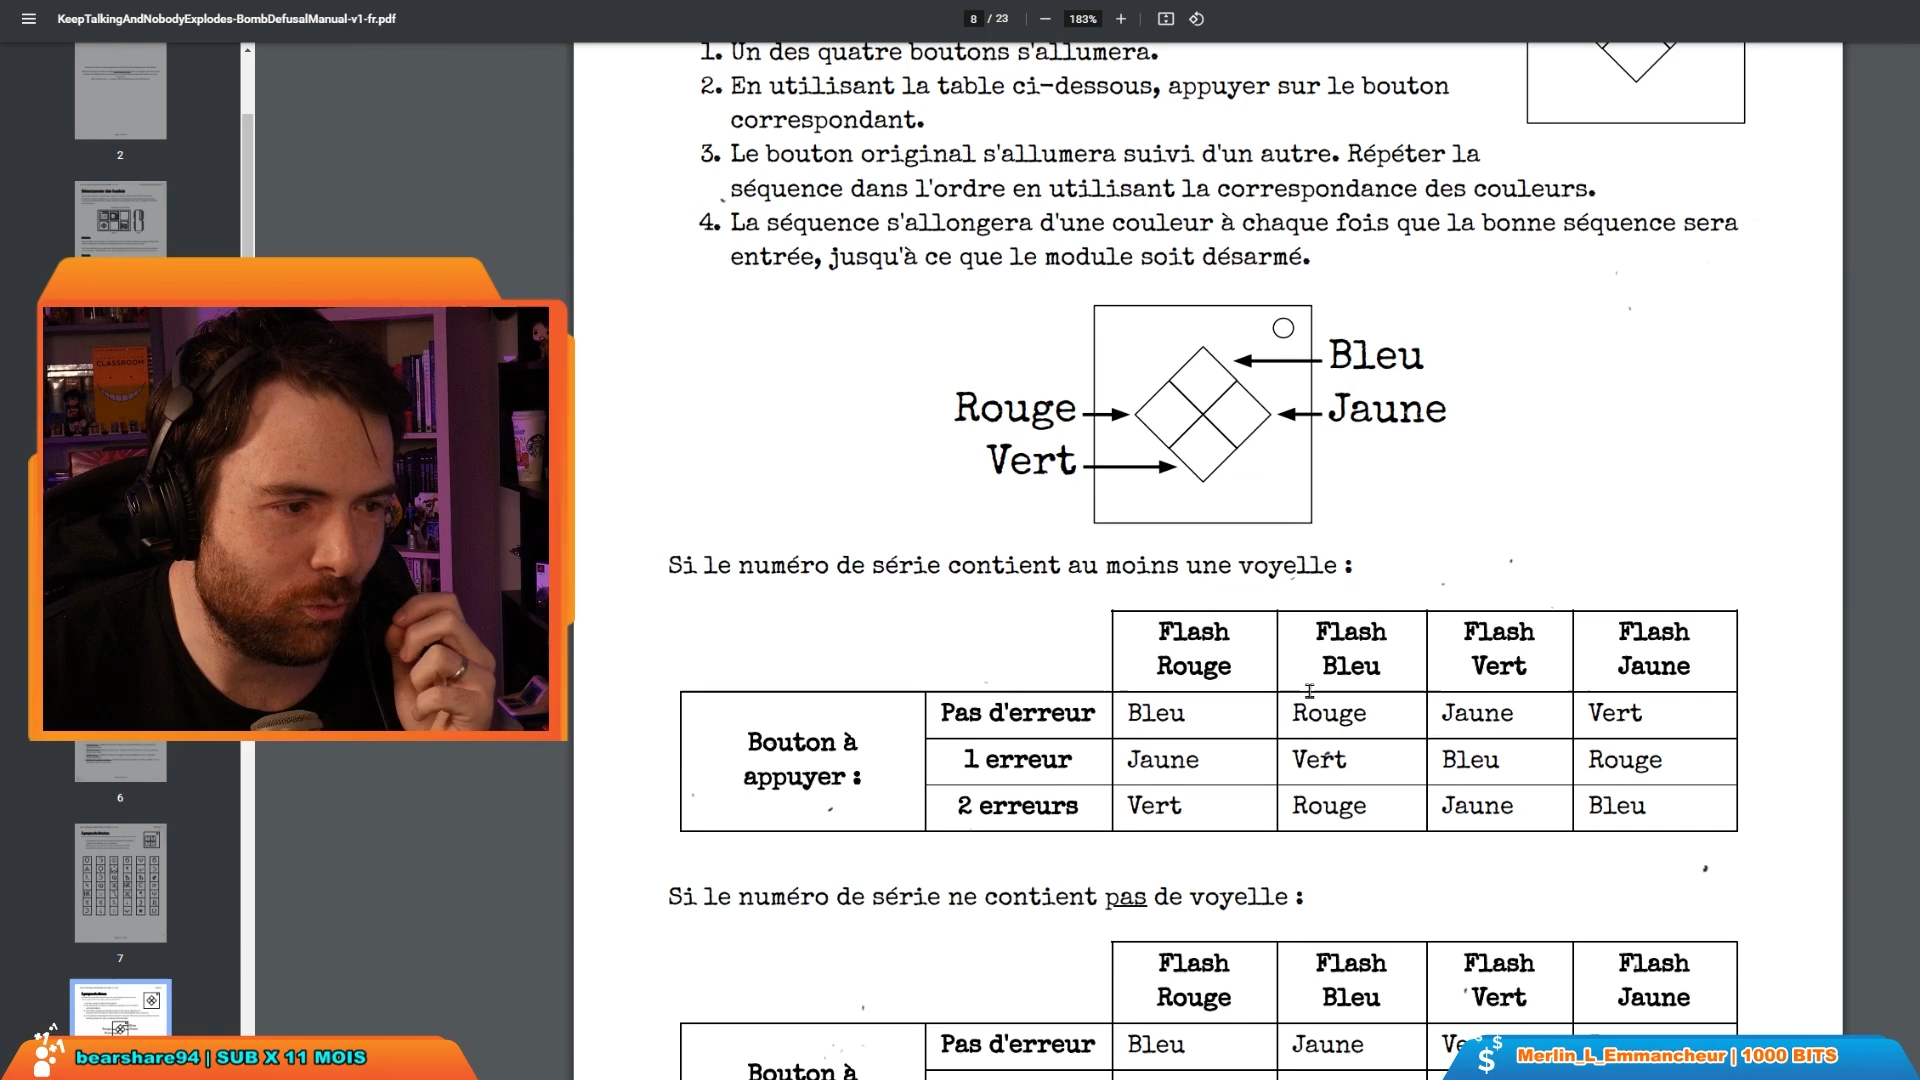 KeepTalkingAndNobodyExplodes-BombDefusalManual-v1-fr.pdf
8 / 23
183%
1. Un des quatre boutons s'allumera.
2. En utilisant la table ci-dessous, appuyer sur le bouton
correspondant.
3. Le bouton original s'allumera suivi d'un autre. Répéter la
séquence dans l'ordre en utilisant la correspondance des couleurs.
4. La séquence s'allongera d'une couleur à chaque fois que la bonne séquence sera
entrée, jusqu'à ce que le module soit désarmé.
Bleu
Rouge
Jaune
Vert
Si le numéro de série contient au moins une voyelle :
Flash Rouge
Flash Bleu
Flash Vert
Flash Jaune
Bouton à appuyer :
Pas d'erreur Bleu Rouge Jaune Vert
1 erreur Jaune Vert Bleu Rouge
2 erreurs Vert Rouge Jaune Bleu
Si le numéro de série ne contient pas de voyelle :
Flash Rouge
Flash Bleu
Flash Vert
Flash Jaune
Pas d'erreur Bleu Jaune
Bouton à
2
6
7
CLASSROOM
bearshare94 | SUB X 11 MOIS
Merlin_L_Emmancheur | 1000 BITS